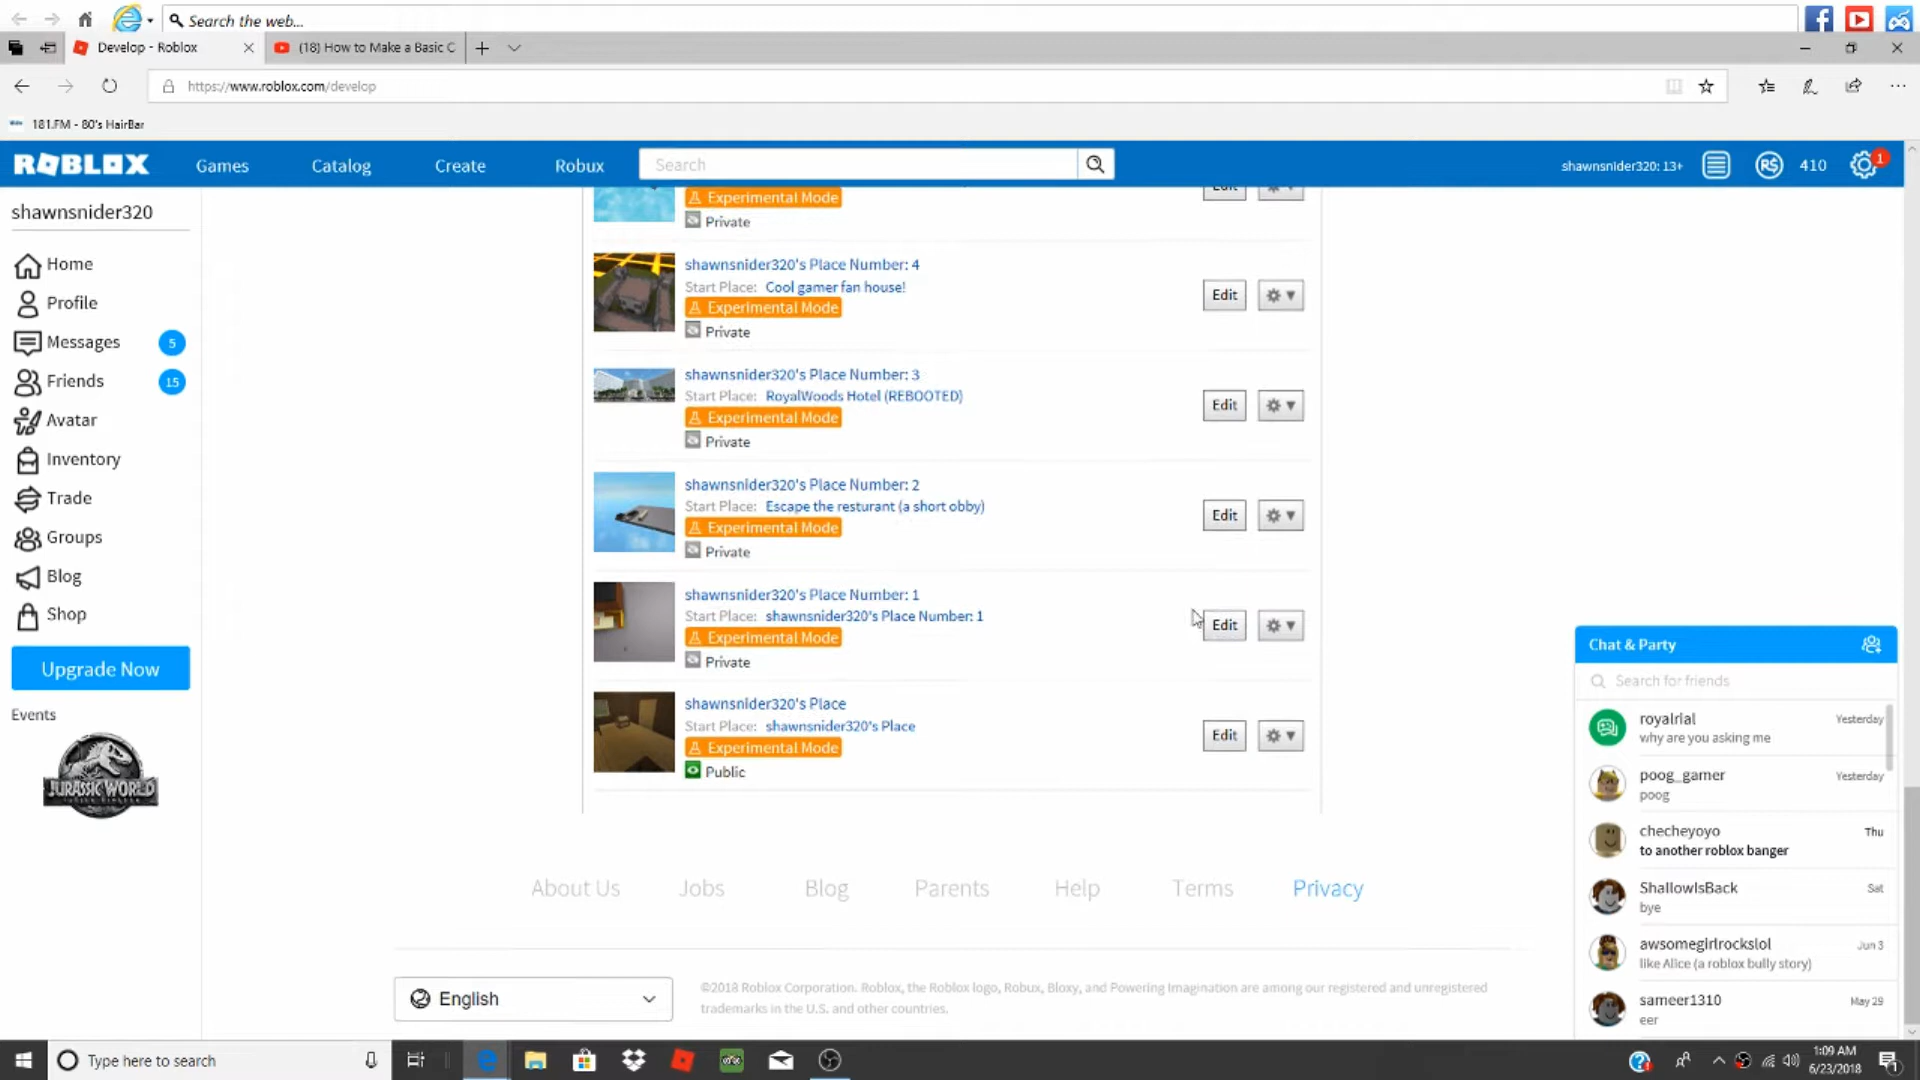 Search the web...
Develop - Roblox
(18) How to Make a Basic C
https://www.roblox.com/develop
181.FM - 80's HairBar
ROBLOX
Games
Catalog
Create
Robux
Search
shawnsnider320: 13+
R$
410
1
shawnsnider320
Home
Profile
Messages
5
Friends
15
Avatar
Inventory
Trade
Groups
Blog
Shop
Upgrade Now
Events
JURASSIC WORLD
Experimental Mode
Private
Edit
shawnsnider320's Place Number: 4
Start Place: Cool gamer fan house!
Experimental Mode
Private
Edit
shawnsnider320's Place Number: 3
Start Place: RoyalWoods Hotel (REBOOTED)
Experimental Mode
Private
Edit
shawnsnider320's Place Number: 2
Start Place: Escape the resturant (a short obby)
Experimental Mode
Private
Edit
shawnsnider320's Place Number: 1
Start Place: shawnsnider320's Place Number: 1
Experimental Mode
Private
Edit
shawnsnider320's Place
Start Place: shawnsnider320's Place
Experimental Mode
Public
Edit
About Us
Jobs
Blog
Parents
Help
Terms
Privacy
English
©2018 Roblox Corporation. Roblox, the Roblox logo, Robux, Bloxy, and Powering Imagination are among our registered and unregistered
trademarks in the U.S. and other countries.
Chat & Party
Search for friends
royalrial
Yesterday
why are you asking me
poog_gamer
Yesterday
poog
checheyoyo
Thu
to another roblox banger
ShallowIsBack
Sat
bye
awsomegirlrockslol
Jun 3
like Alice (a roblox bully story)
sameer1310
May 29
eer
Type here to search
1:09 AM
6/23/2018
1